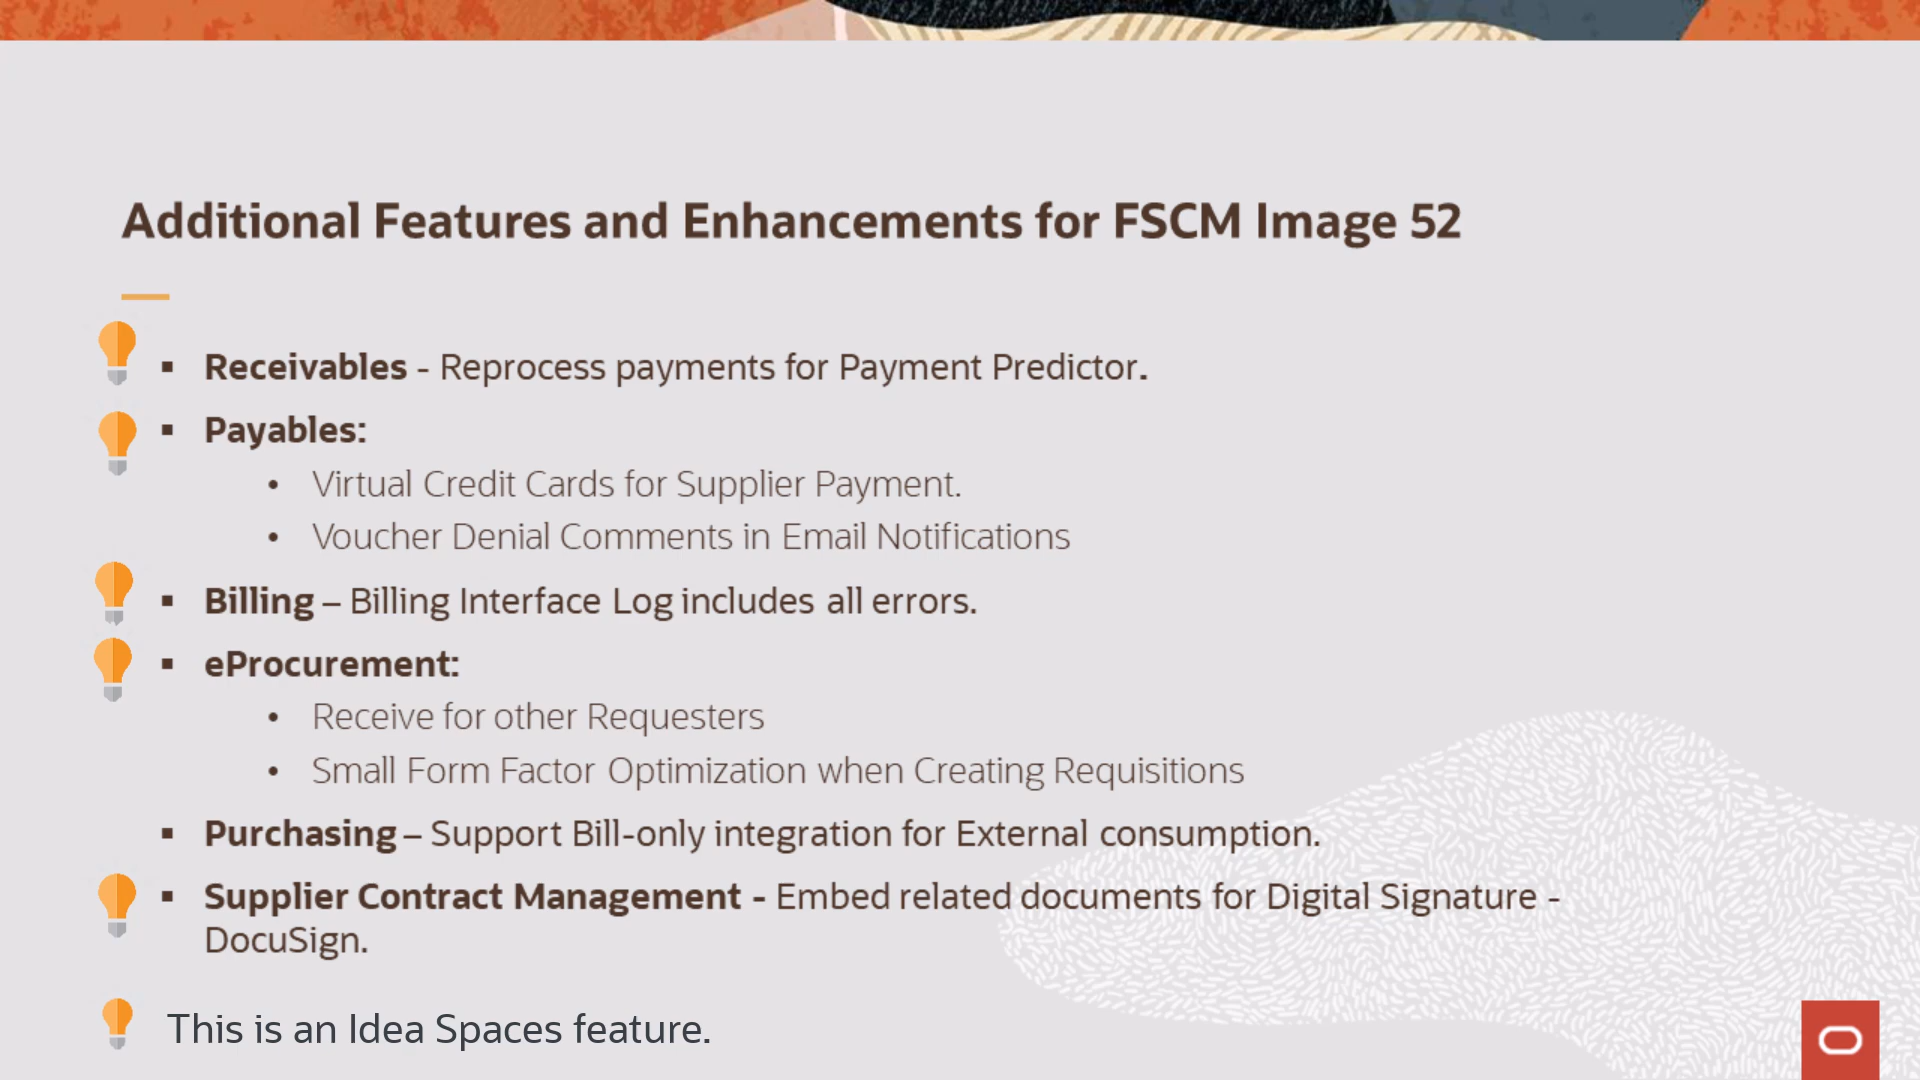 Additional Features and Enhancements for FSCM Image 52
▪ Receivables - Reprocess payments for Payment Predictor.
▪ Payables:
• Virtual Credit Cards for Supplier Payment.
• Voucher Denial Comments in Email Notifications
▪ Billing – Billing Interface Log includes all errors.
▪ eProcurement:
• Receive for other Requesters
• Small Form Factor Optimization when Creating Requisitions
▪ Purchasing – Support Bill-only integration for External consumption.
▪ Supplier Contract Management - Embed related documents for Digital Signature -
DocuSign.
This is an Idea Spaces feature.